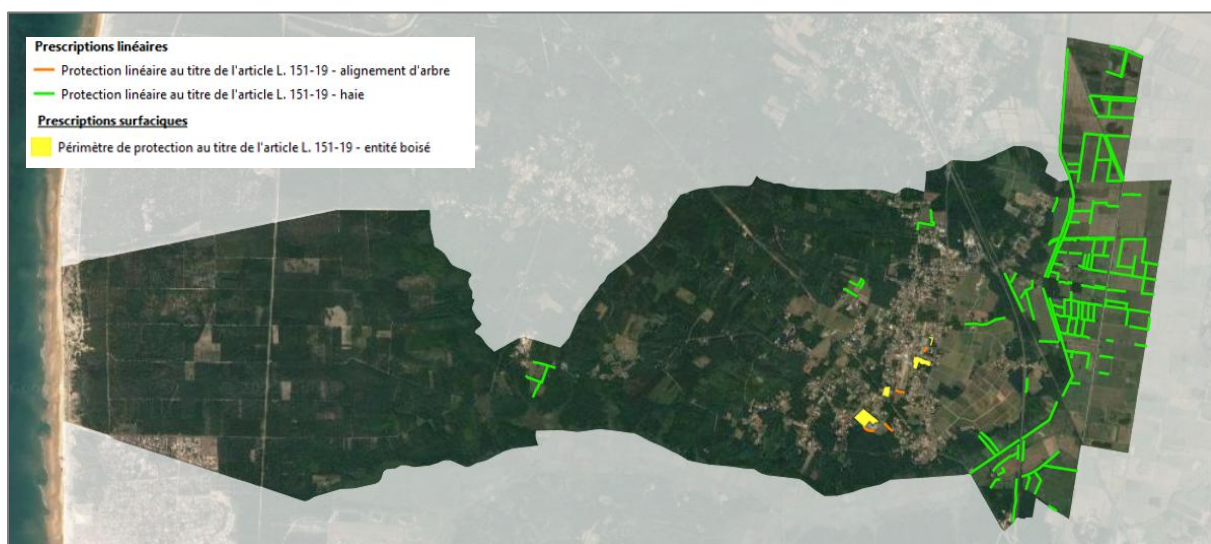 Prescriptions linéaires
Protection linéaire au titre de l'article L. 151-19 - alignement d'arbre
Protection linéaire au titre de l'article L. 151-19 - haie
Prescriptions surfaciques
Périmètre de protection au titre de l'article L. 151-19 - entité boisé